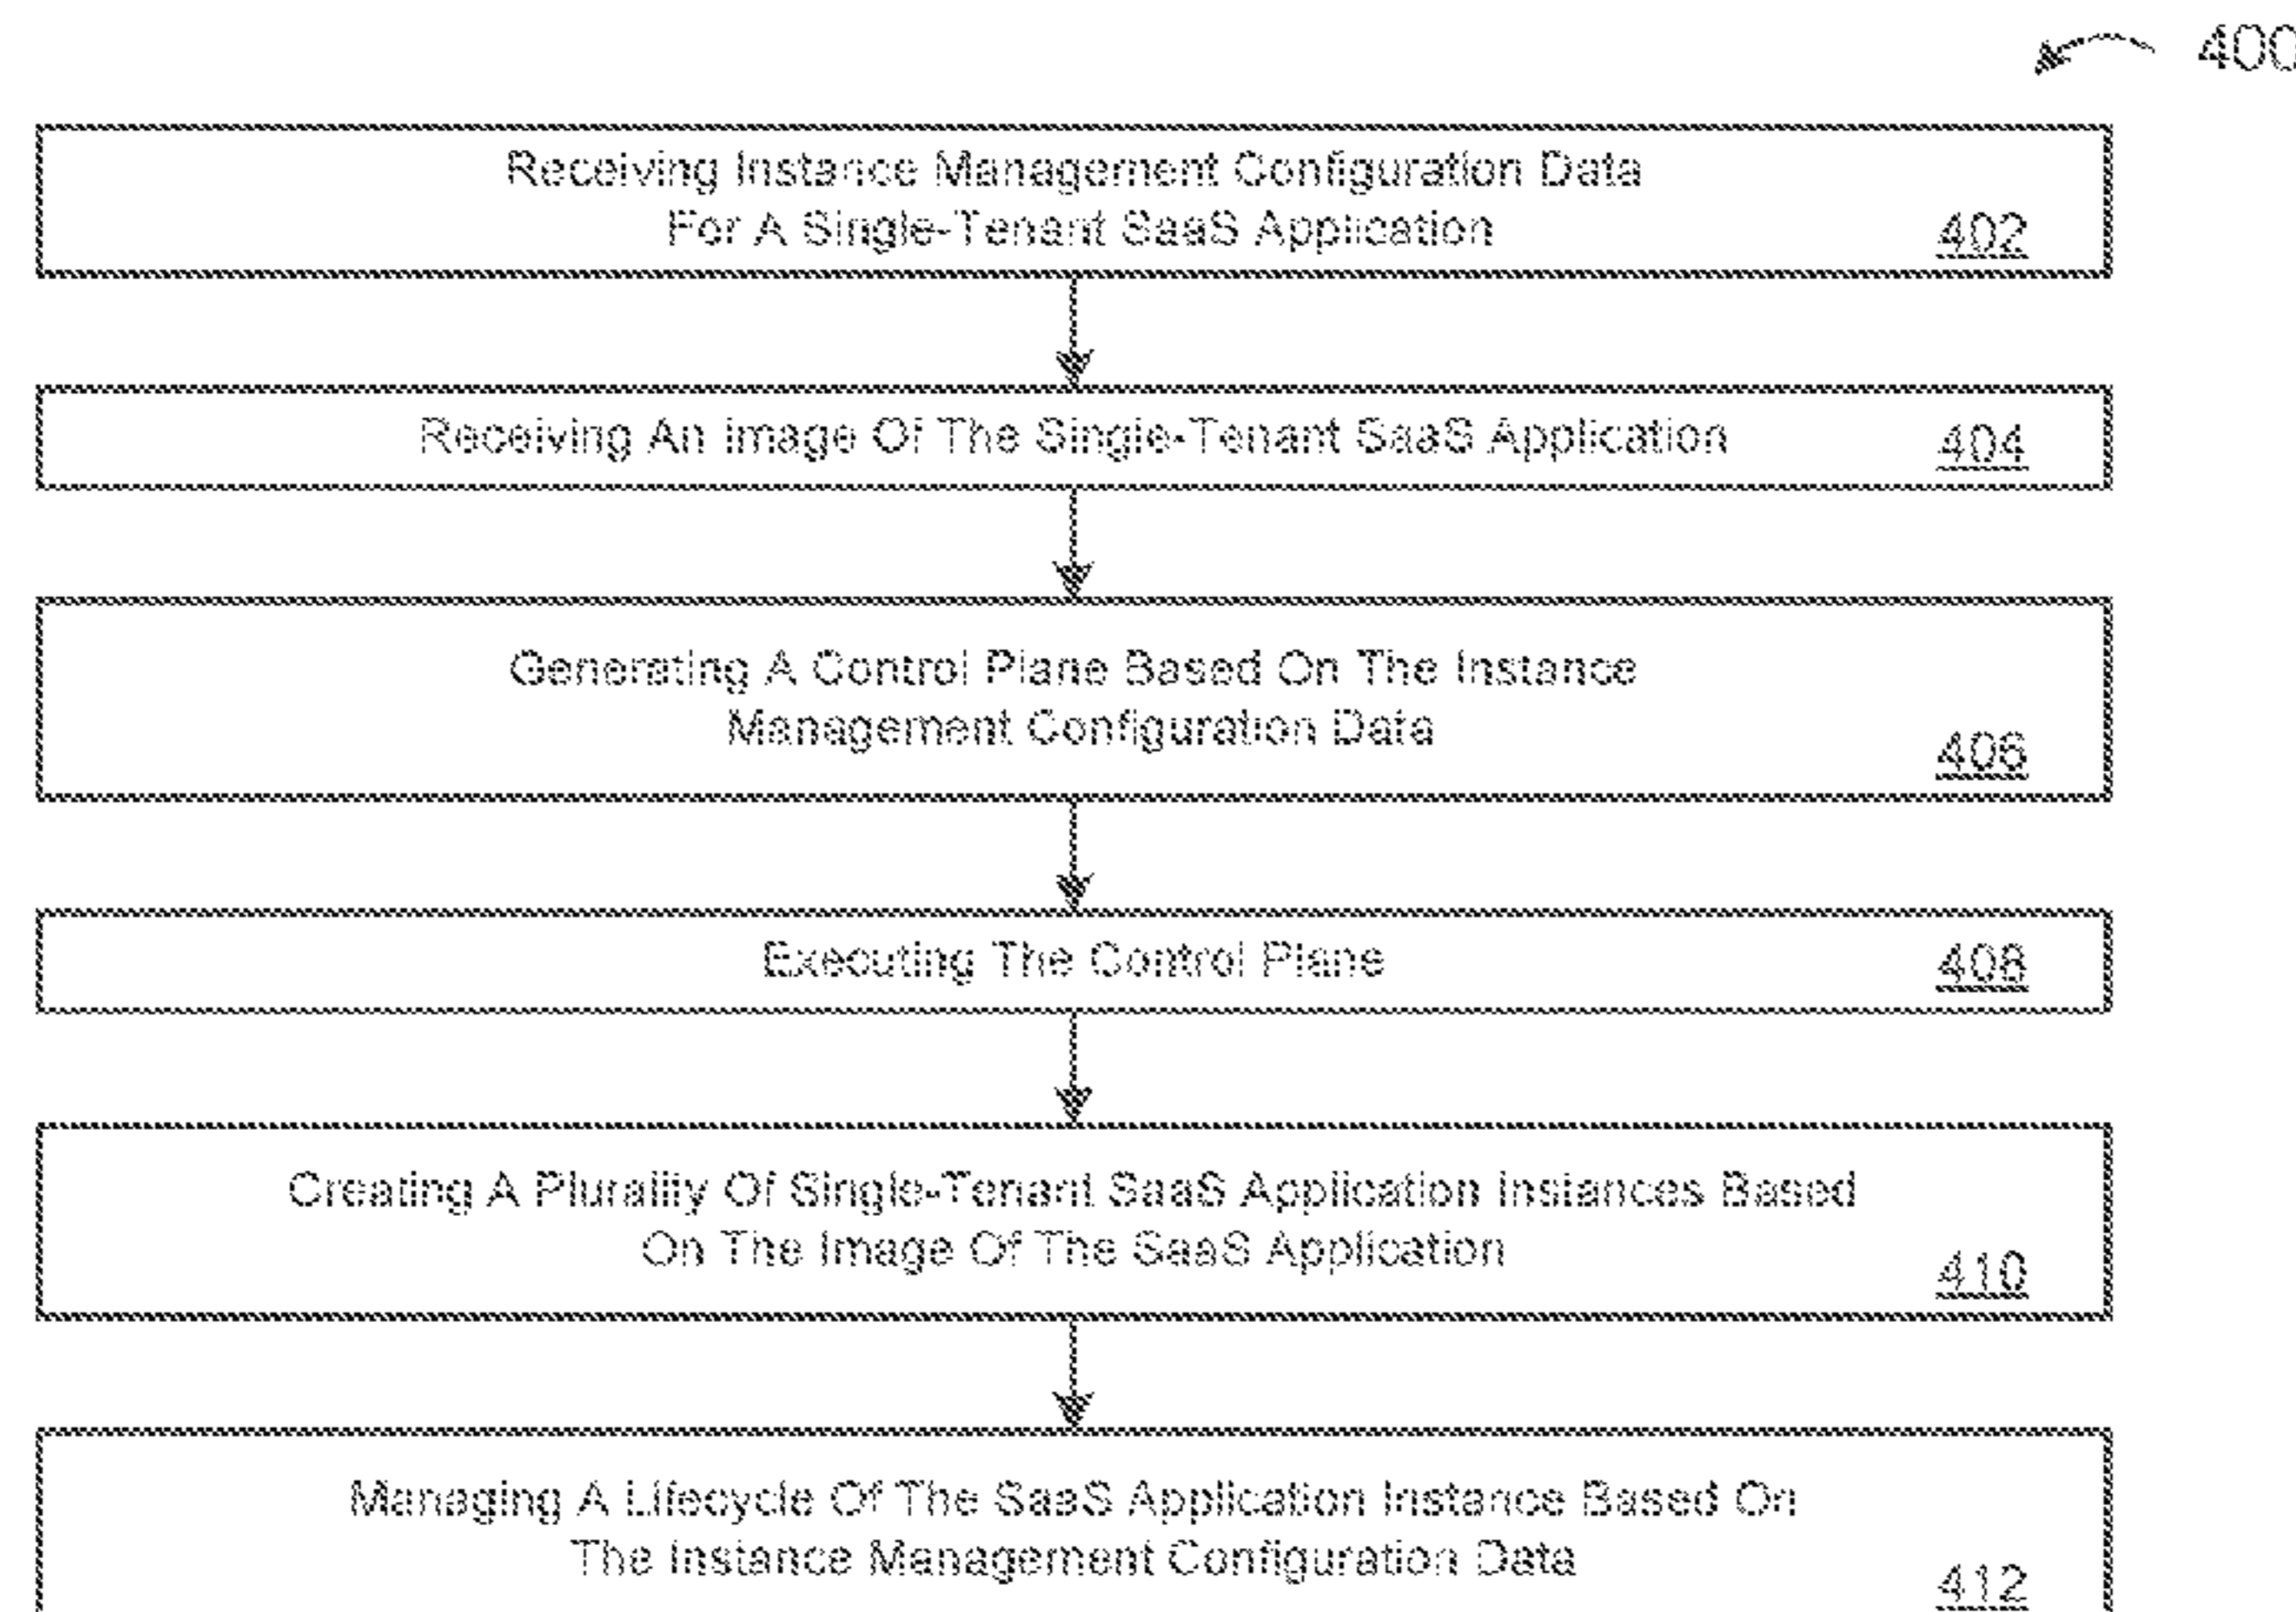 400
Receiving Instance Management Configuration Data
For A Single-Tenant SaaS Application
402
Receiving An Image Of The Single-Tenant SaaS Application
404
Generating A Control Plane Based On The Instance
Management Configuration Data
406
Executing The Control Plane
408
Creating A Plurality Of Single-Tenant SaaS Application Instances Based
On The Image Of The SaaS Application
410
Managing A Lifecycle Of The SaaS Application Instance Based On
The Instance Management Configuration Data
412